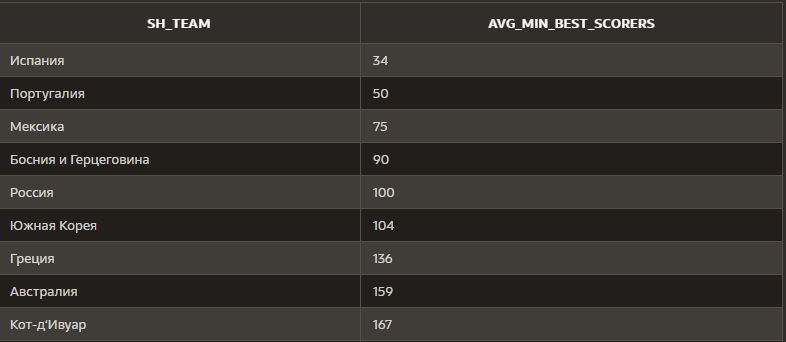 SH_TEAM AVG_MIN_BEST_SCORERS
Испания 34
Португалия 50
Мексика 75
Босния и Герцеговина 90
Россия 100
Южная Корея 104
Греция 136
Австралия 159
Кот-д'Ивуар 167